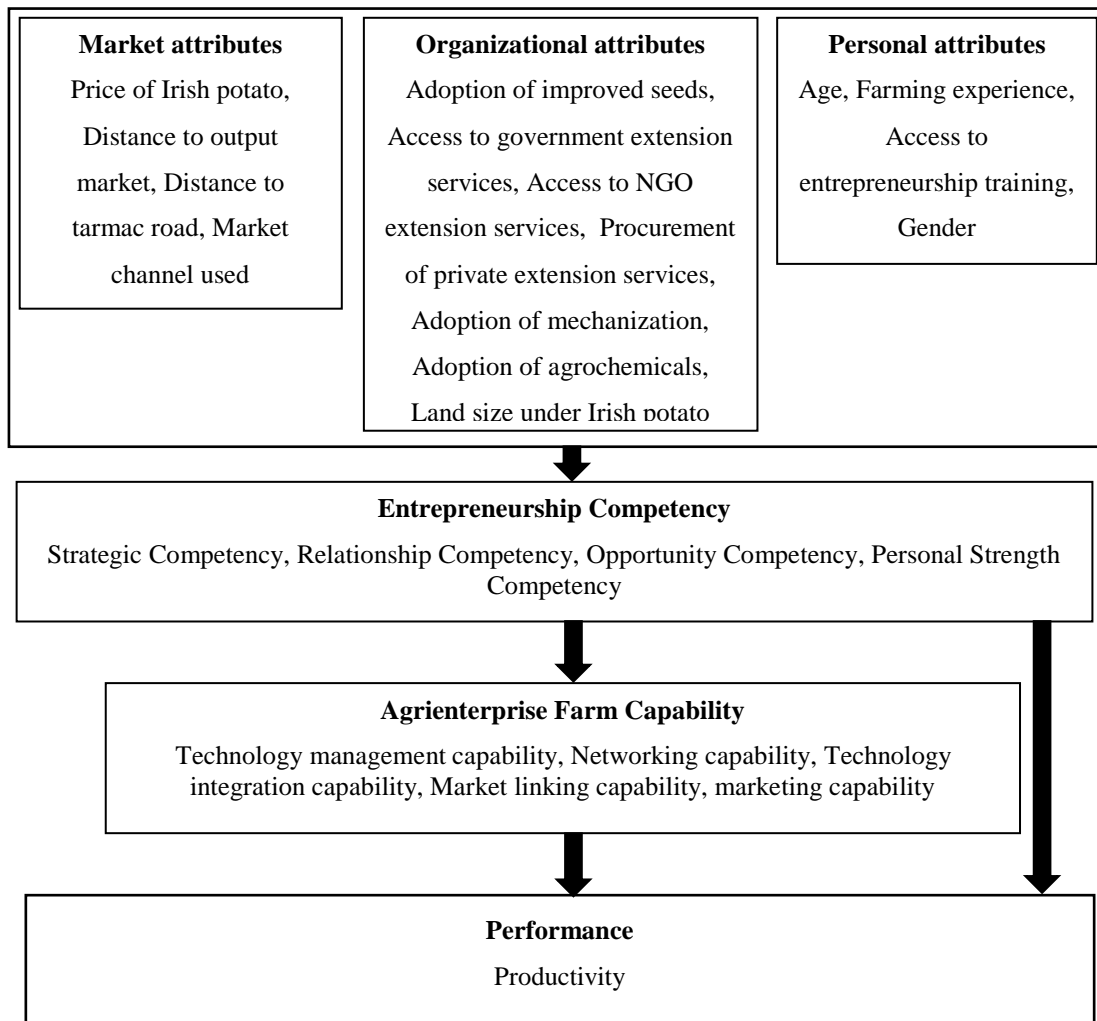 Market attributes
Price of Irish potato,
Distance to output
market, Distance to
tarmac road, Market
channel used
Organizational attributes
Adoption of improved seeds,
Access to government extension
services, Access to NGO
extension services, Procurement
of private extension services,
Adoption of mechanization,
Adoption of agrochemicals,
Land size under Irish potato
Personal attributes
Age, Farming experience,
Access to
entrepreneurship training,
Gender
Entrepreneurship Competency
Strategic Competency, Relationship Competency, Opportunity Competency, Personal Strength
Competency
Agrienterprise Farm Capability
Technology management capability, Networking capability, Technology
integration capability, Market linking capability, marketing capability
Performance
Productivity